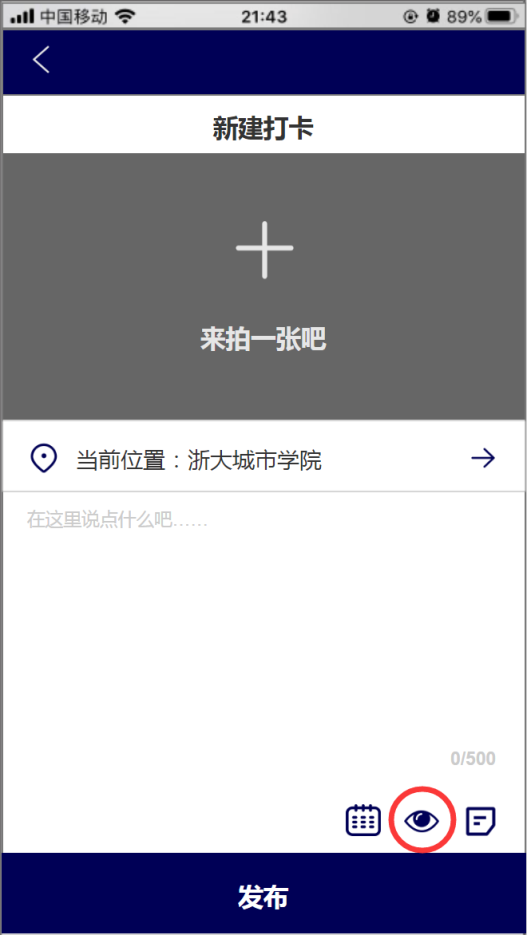 中国移动 21:43 89%
新建打卡
来拍一张吧
当前位置：浙大城市学院
在这里说点什么吧……
0/500
发布